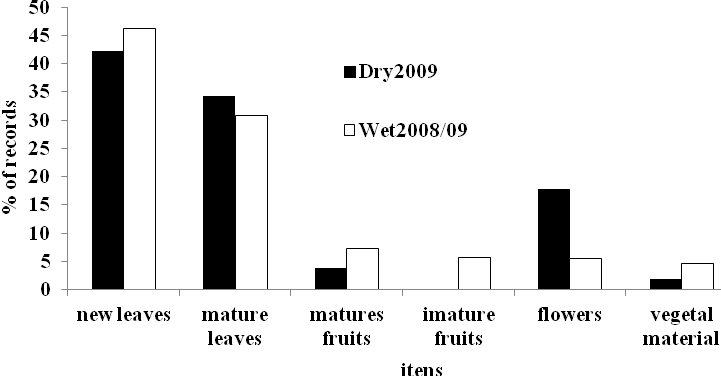 50
45
40
35
30
25
20
15
10
5
0
% of records
Dry2009
Wet2008/09
new leaves
mature
leaves
matures
fruits
imature
fruits
flowers
vegetal
material
itens